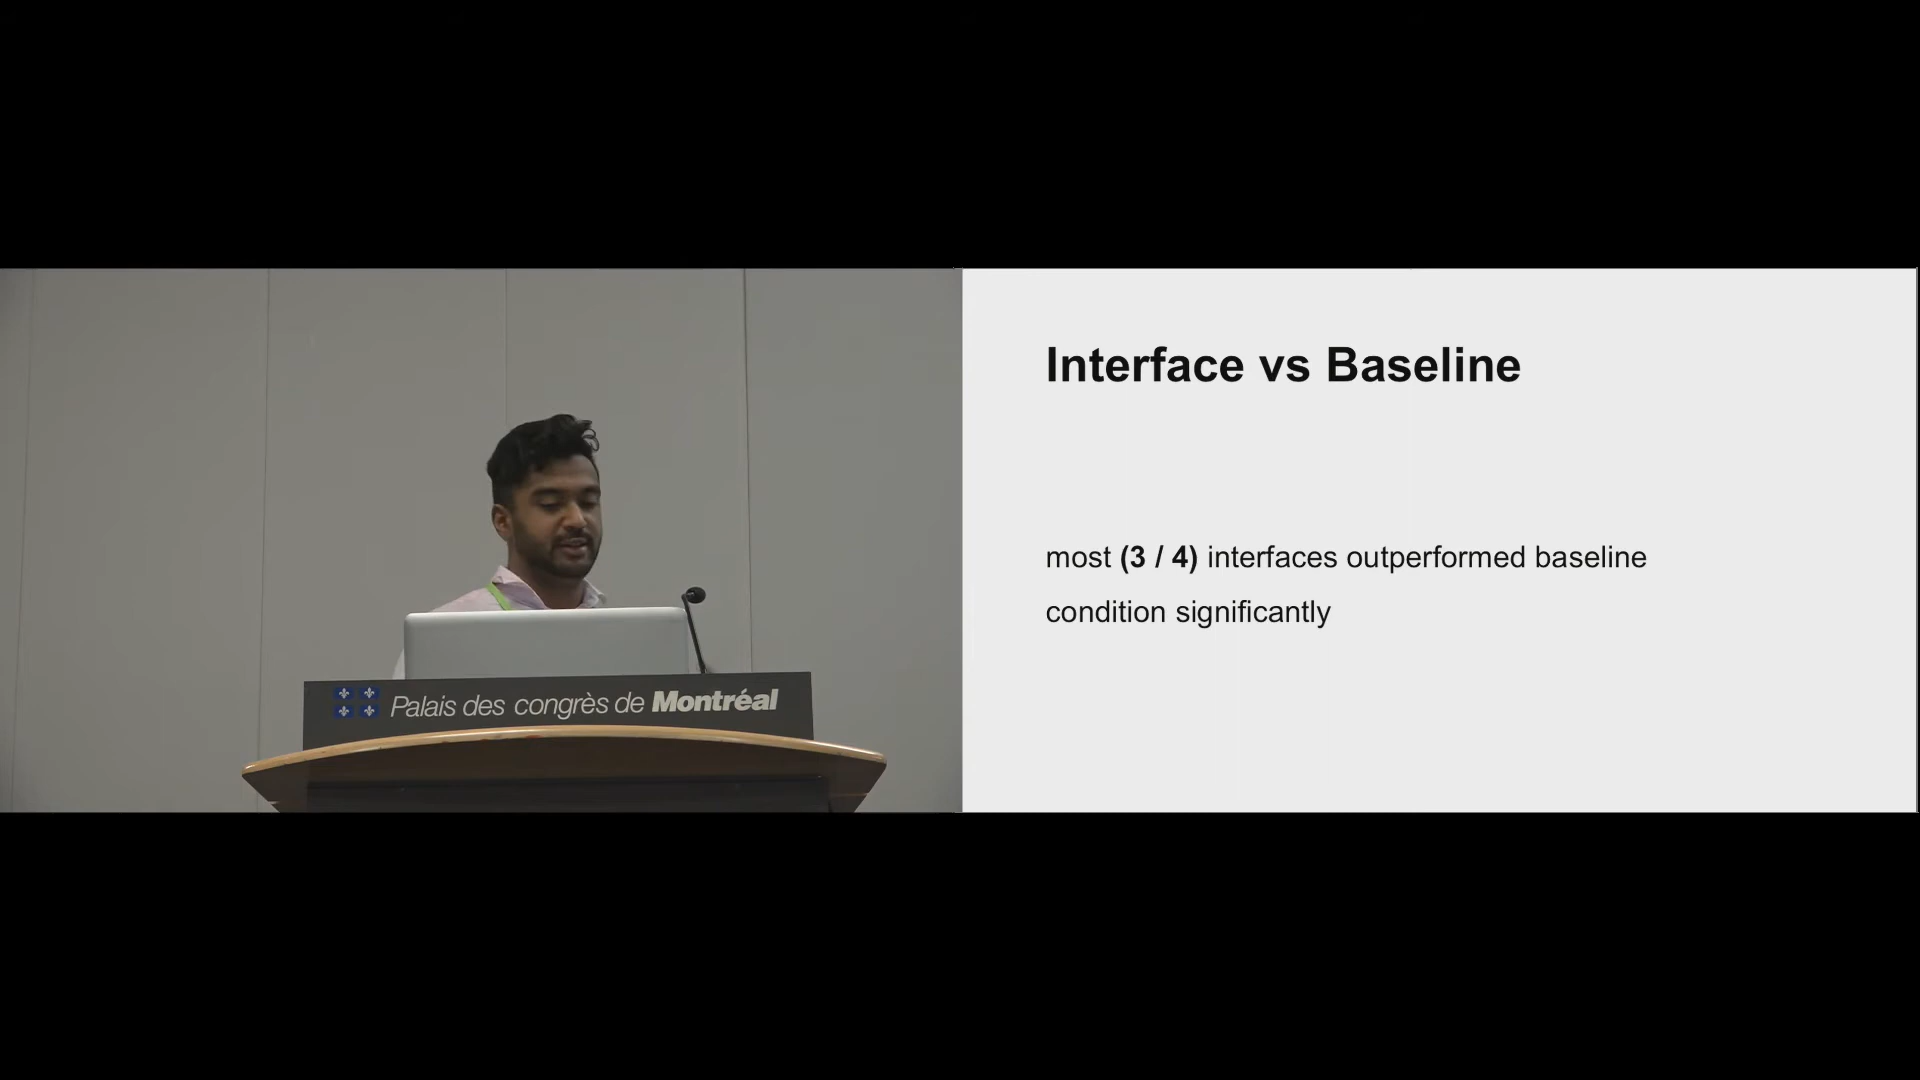 Interface vs Baseline
most (3 / 4) interfaces outperformed baseline
condition significantly
Palais des congrès de Montréal